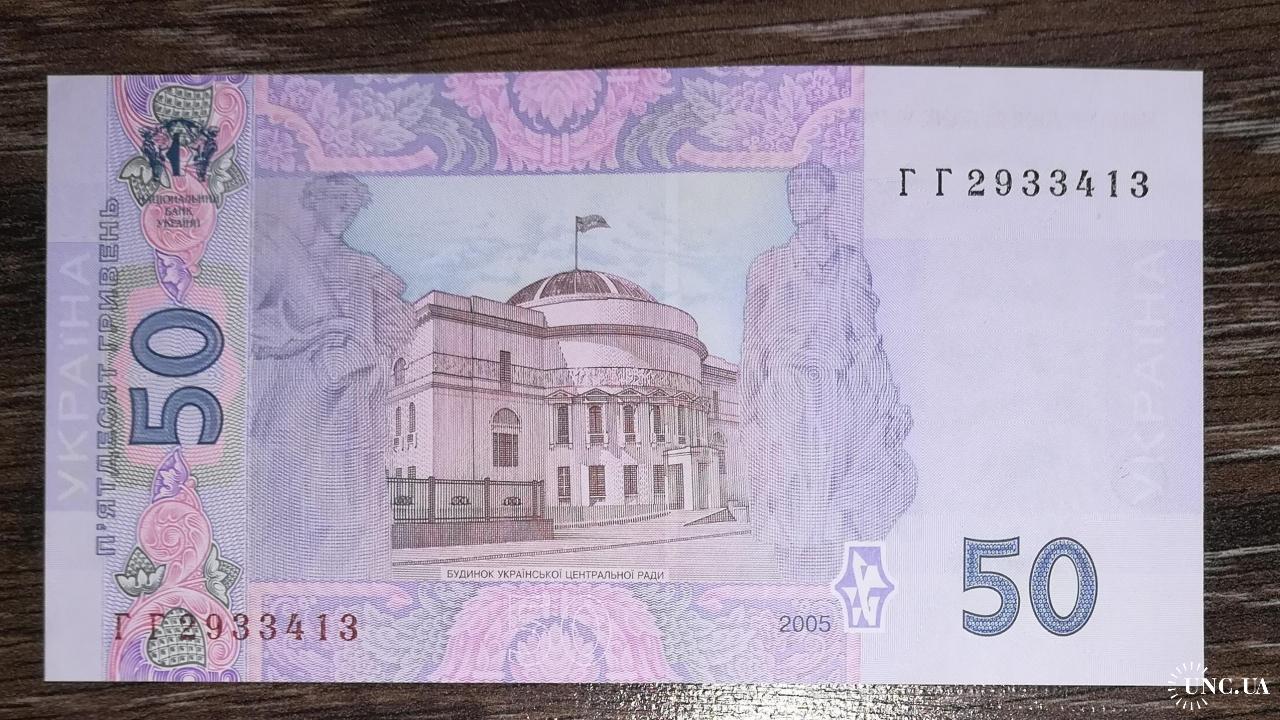 НАЦІОНАЛЬНИЙ
БАНК
УКРАЇНИ
УКРАЇНА
П'ЯТДЕСЯТ ГРИВЕНЬ
50
ГГ2933413
ГГ2933413
УКРАЇНА
БУДИНОК УКРАЇНСЬКОЇ ЦЕНТРАЛЬНОЇ РАДИ
2005
50
UNC.UA